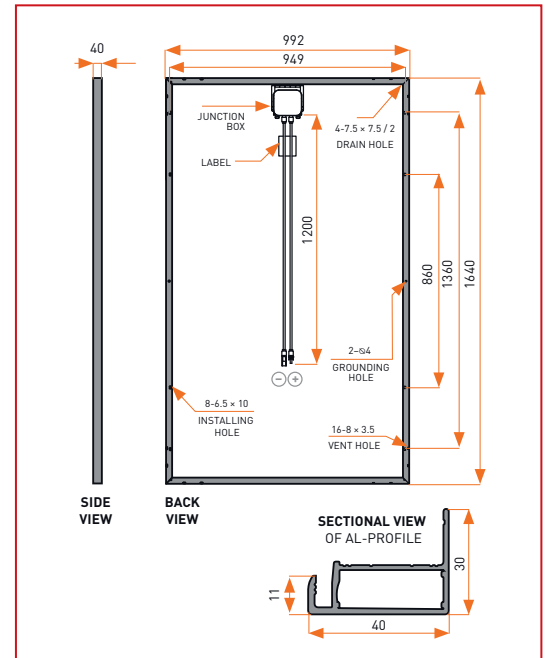 992
40
949
JUNCTION
BOX
4-7.5 × 7.5 / 2
DRAIN HOLE
LABEL
1200
860
1360
1640
2–⌀4
GROUNDING
HOLE
8-6.5 × 10
INSTALLING
HOLE
16-8 × 3.5
VENT HOLE
SIDE
VIEW
BACK
VIEW
SECTIONAL VIEW
OF AL-PROFILE
11
30
40